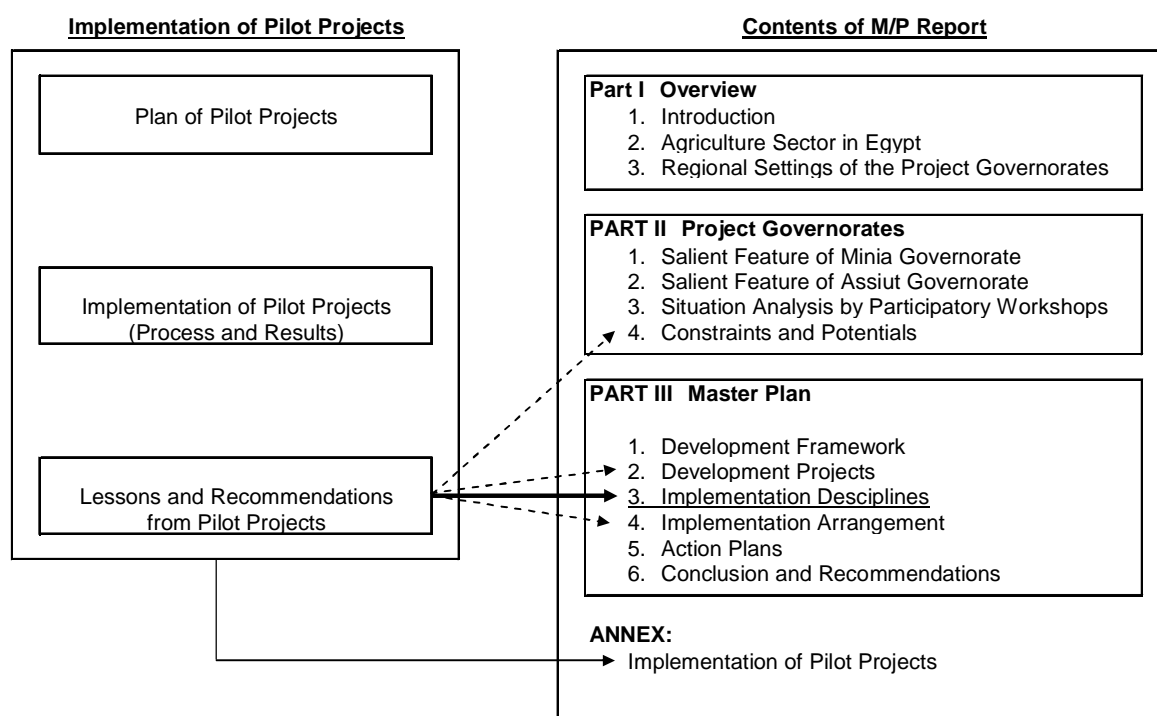 Implementation of Pilot Projects
Plan of Pilot Projects
Implementation of Pilot Projects
(Process and Results)
Lessons and Recommendations
from Pilot Projects
Contents of M/P Report
Part I Overview
1. Introduction
2. Agriculture Sector in Egypt
3. Regional Settings of the Project Governorates
PART II Project Governorates
1. Salient Feature of Minia Governorate
2. Salient Feature of Assiut Governorate
3. Situation Analysis by Participatory Workshops
4. Constraints and Potentials
PART III Master Plan
1. Development Framework
2. Development Projects
3. Implementation Desciplines
4. Implementation Arrangement
5. Action Plans
6. Conclusion and Recommendations
ANNEX:
Implementation of Pilot Projects